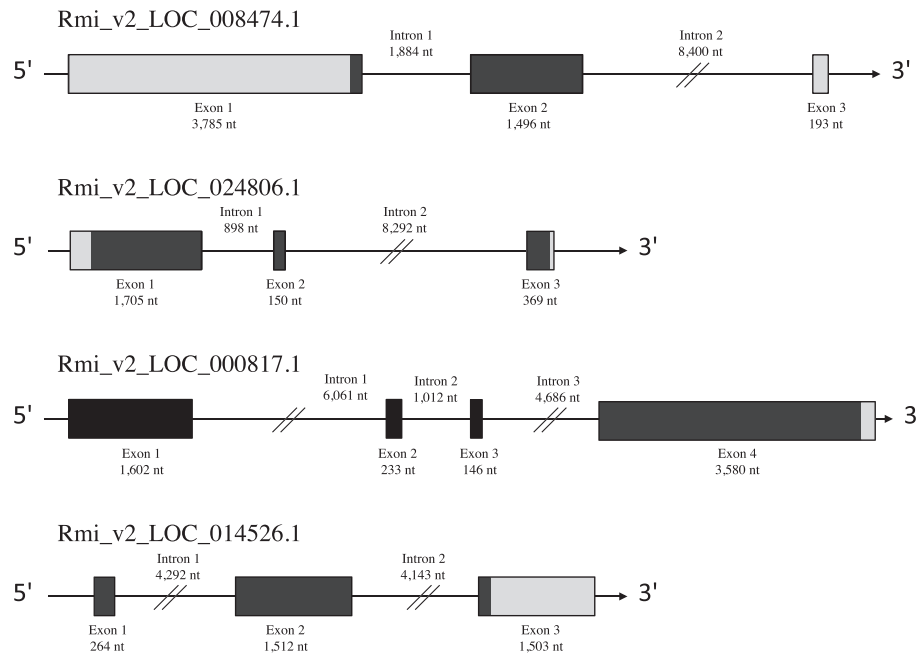 Rmi_v2_LOC_008474.1
Intron 1
1,884 nt
Intron 2
8,400 nt
5' 3'
Exon 1
3,785 nt
Exon 2
1,496 nt
Exon 3
193 nt
Rmi_v2_LOC_024806.1
Intron 1
898 nt
Intron 2
8,292 nt
5' 3'
Exon 1
1,705 nt
Exon 2
150 nt
Exon 3
369 nt
Rmi_v2_LOC_000817.1
Intron 1
6,061 nt
Intron 2
1,012 nt
Intron 3
4,686 nt
5' 3
Exon 1
1,602 nt
Exon 2
233 nt
Exon 3
146 nt
Exon 4
3,580 nt
Rmi_v2_LOC_014526.1
Intron 1
4,292 nt
Intron 2
4,143 nt
5' 3'
Exon 1
264 nt
Exon 2
1,512 nt
Exon 3
1,503 nt